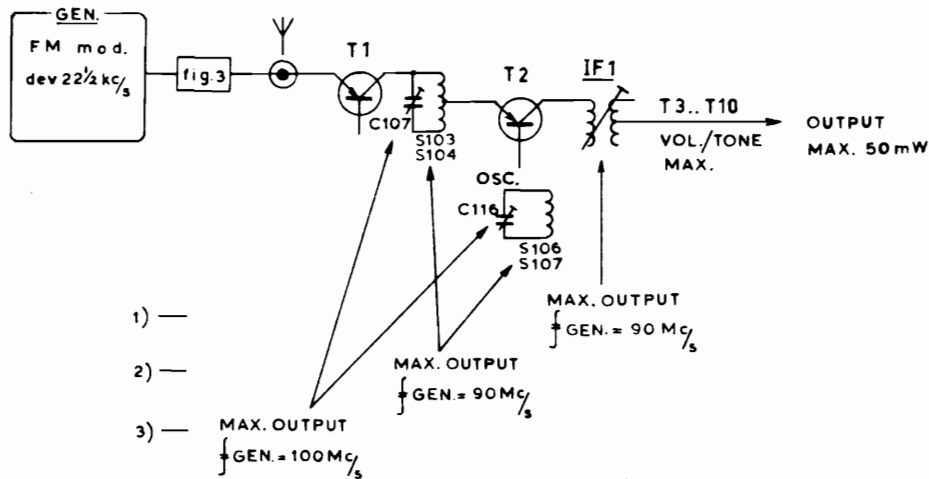 GEN.
FM mod.
dev 22½ kc/s
fig.3
T1
C107
S103
S104
T2
IF1
T3..T10
VOL./TONE
MAX.
OUTPUT
MAX. 50mW
OSC.
C116
S106
S107
MAX. OUTPUT
GEN. = 90 Mc/s
1) —
2) —
MAX. OUTPUT
GEN. = 90 Mc/s
3) —
MAX. OUTPUT
GEN. = 100 Mc/s